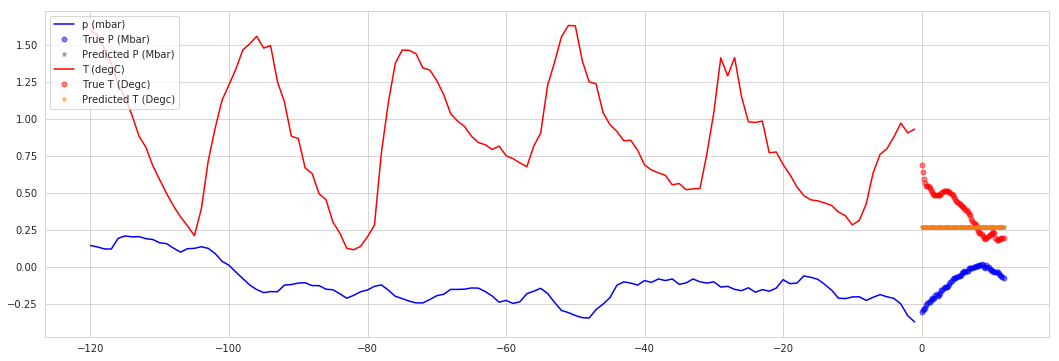 p (mbar)
True P (Mbar)
Predicted P (Mbar)
T (degC)
True T (Degc)
Predicted T (Degc)
1.50
1.25
1.00
0.75
0.50
0.25
0.00
−0.25
−120
−100
−80
−60
−40
−20
0